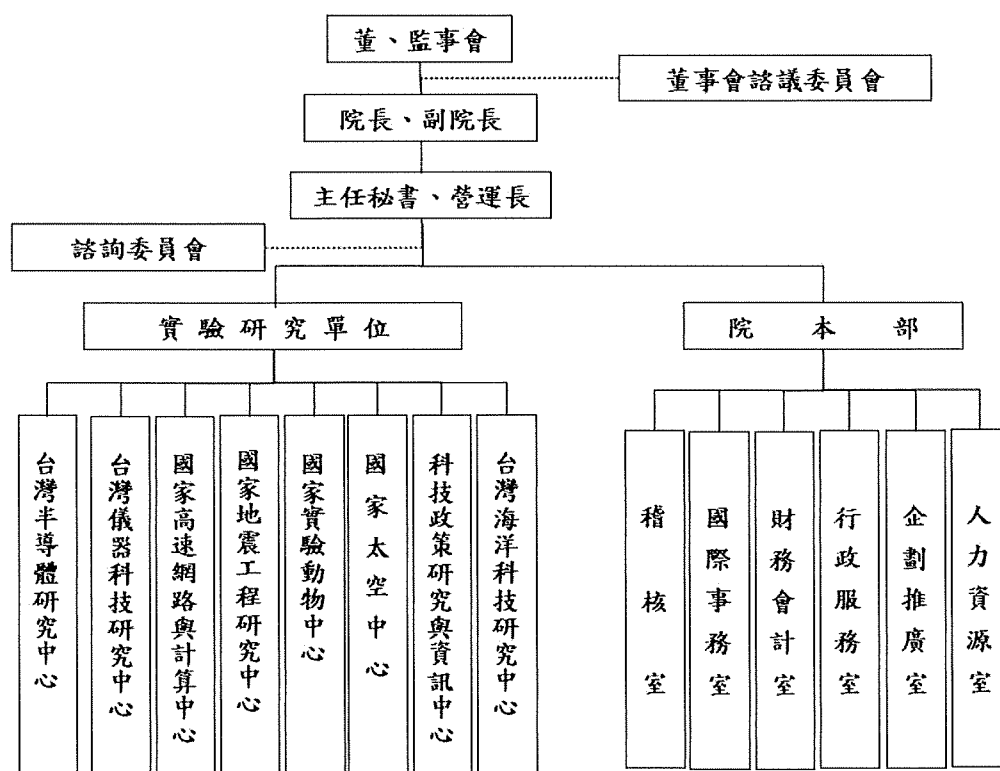 董、監事會
董事會諮議委員會
院長、副院長
主任秘書、營運長
諮詢委員會
實驗研究單位
院本部
台灣半導體研究中心
台灣儀器科技研究中心
國家高速網路與計算中心
國家地震工程研究中心
國家實驗動物中心
國家太空中心
科技政策研究與資訊中心
台灣海洋科技研究中心
稽核室
國際事務室
財務會計室
行政服務室
企劃推廣室
人力資源室